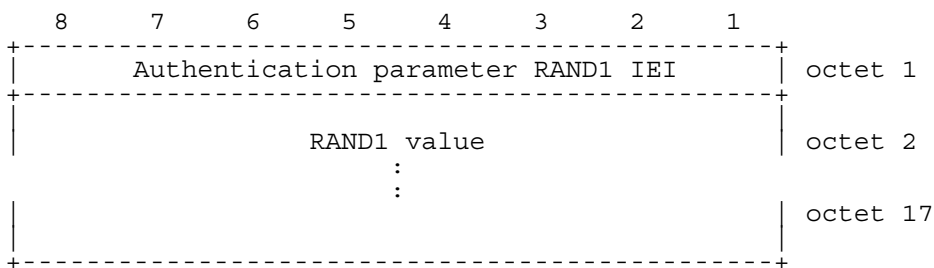 8 7 6 5 4 3 2 1
+-----------------------------------------------+
| Authentication parameter RAND1 IEI | octet 1
+-----------------------------------------------+
| |
| RAND1 value | octet 2
:
:
| | octet 17
| |
+-----------------------------------------------+